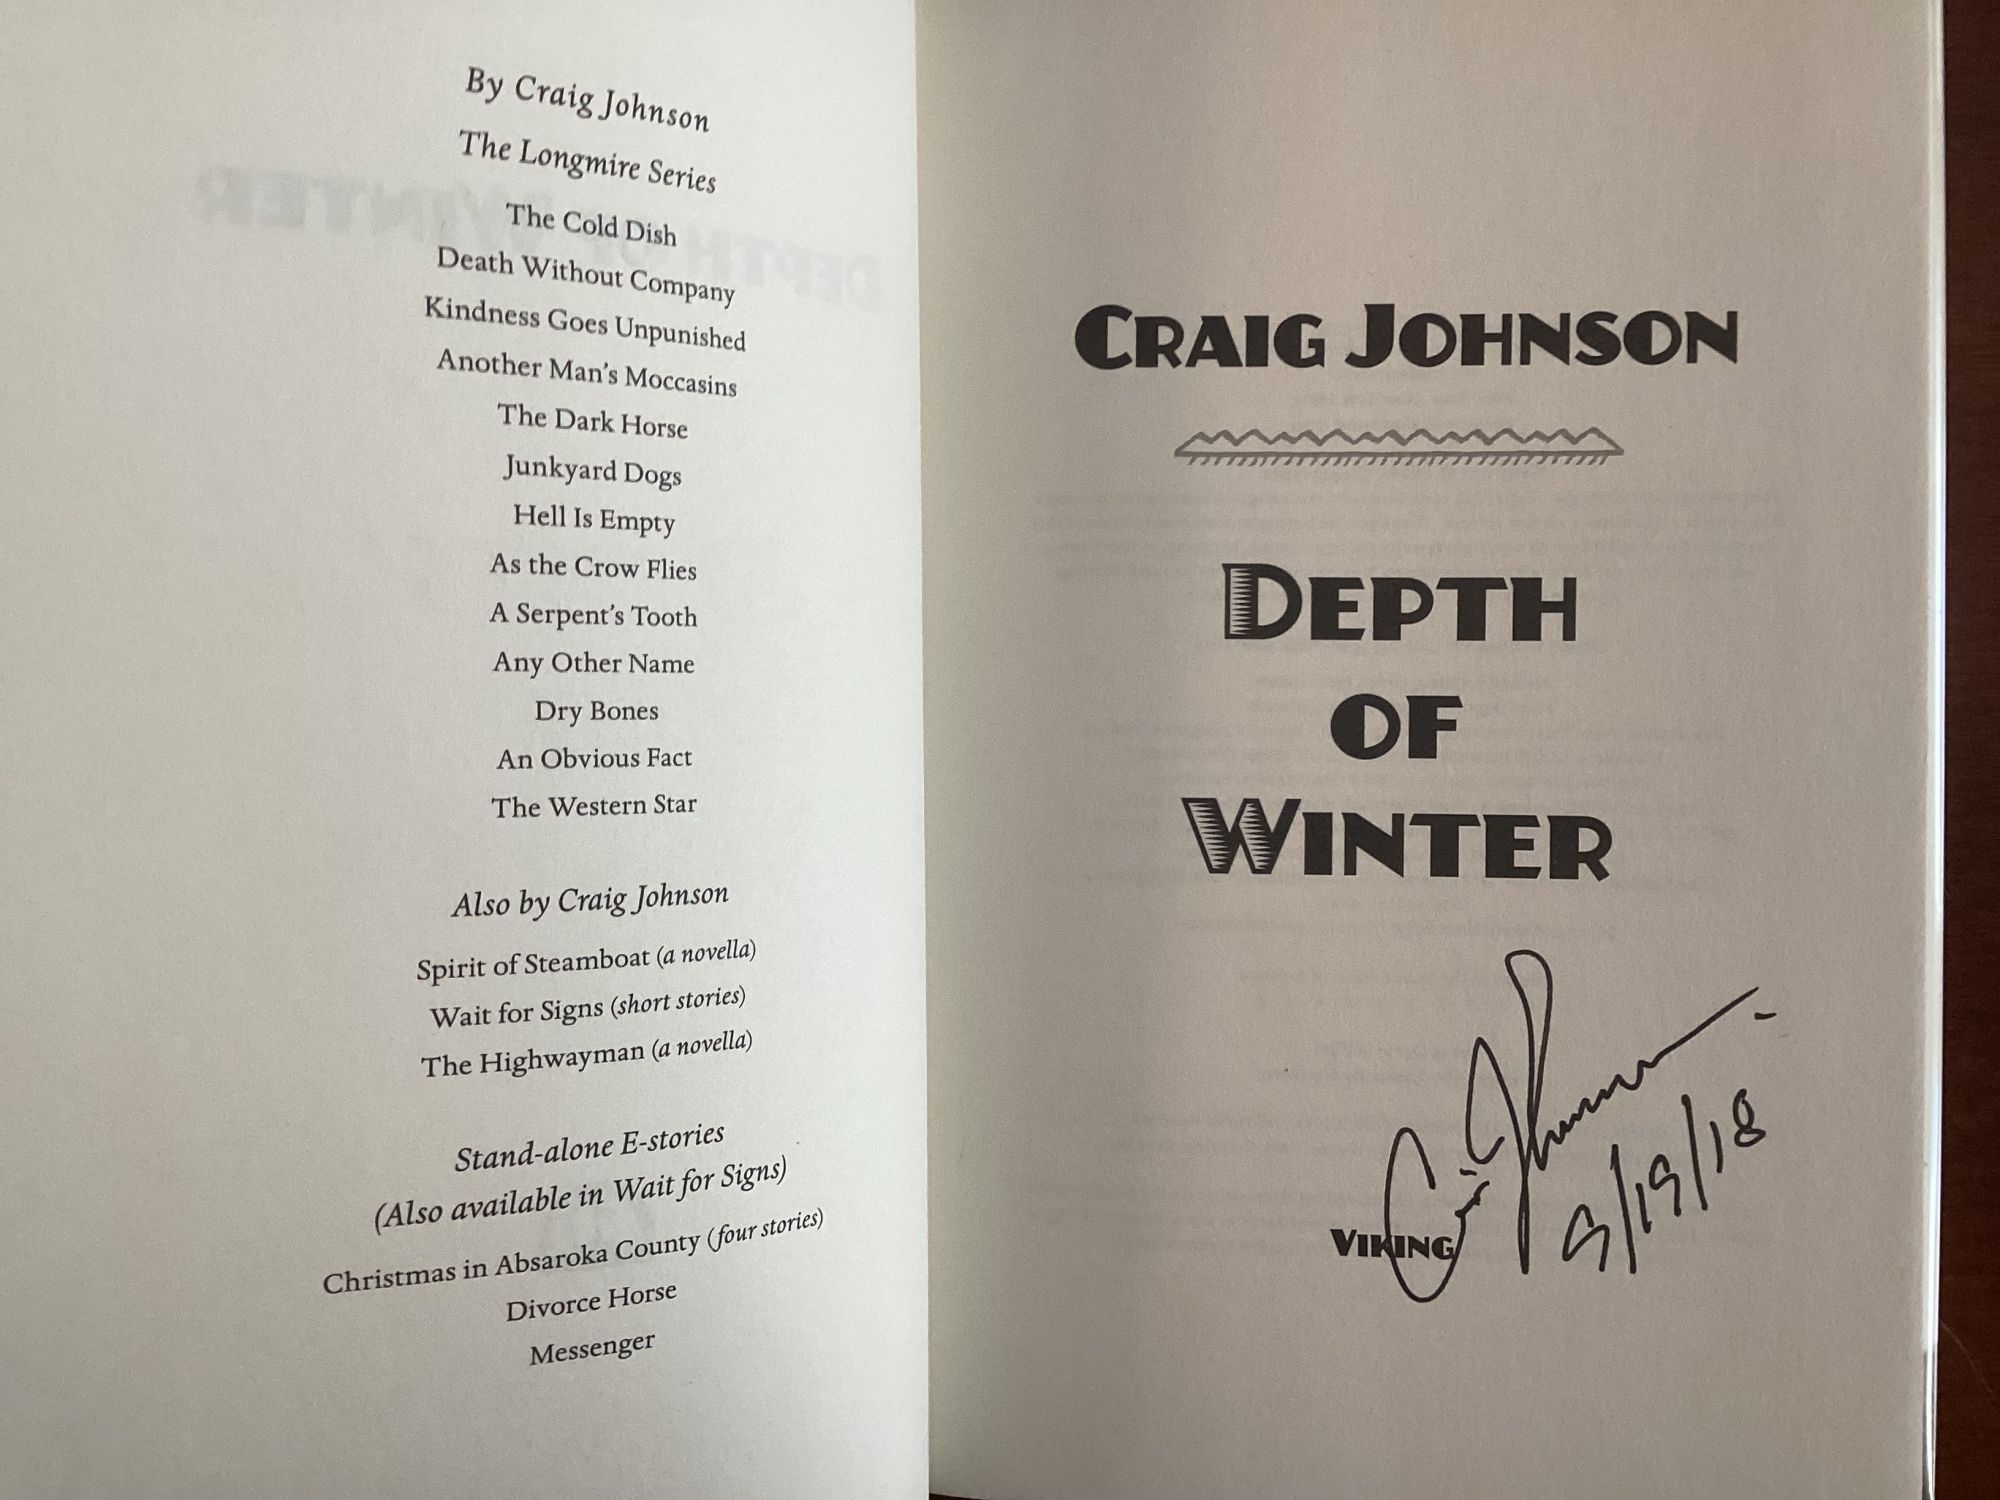 By Craig Johnson
The Longmire Series
The Cold Dish
Death Without Company
Kindness Goes Unpunished
Another Man's Moccasins
The Dark Horse
Junkyard Dogs
Hell Is Empty
As the Crow Flies
A Serpent's Tooth
Any Other Name
Dry Bones
An Obvious Fact
The Western Star
Also by Craig Johnson
Spirit of Steamboat (a novella)
Wait for Signs (short stories)
The Highwayman (a novella)
Stand-alone E-stories
(Also available in Wait for Signs)
Christmas in Absaroka County (four stories)
Divorce Horse
Messenger
CRAIG JOHNSON
DEPTH
OF
WINTER
VIKING
9/19/18